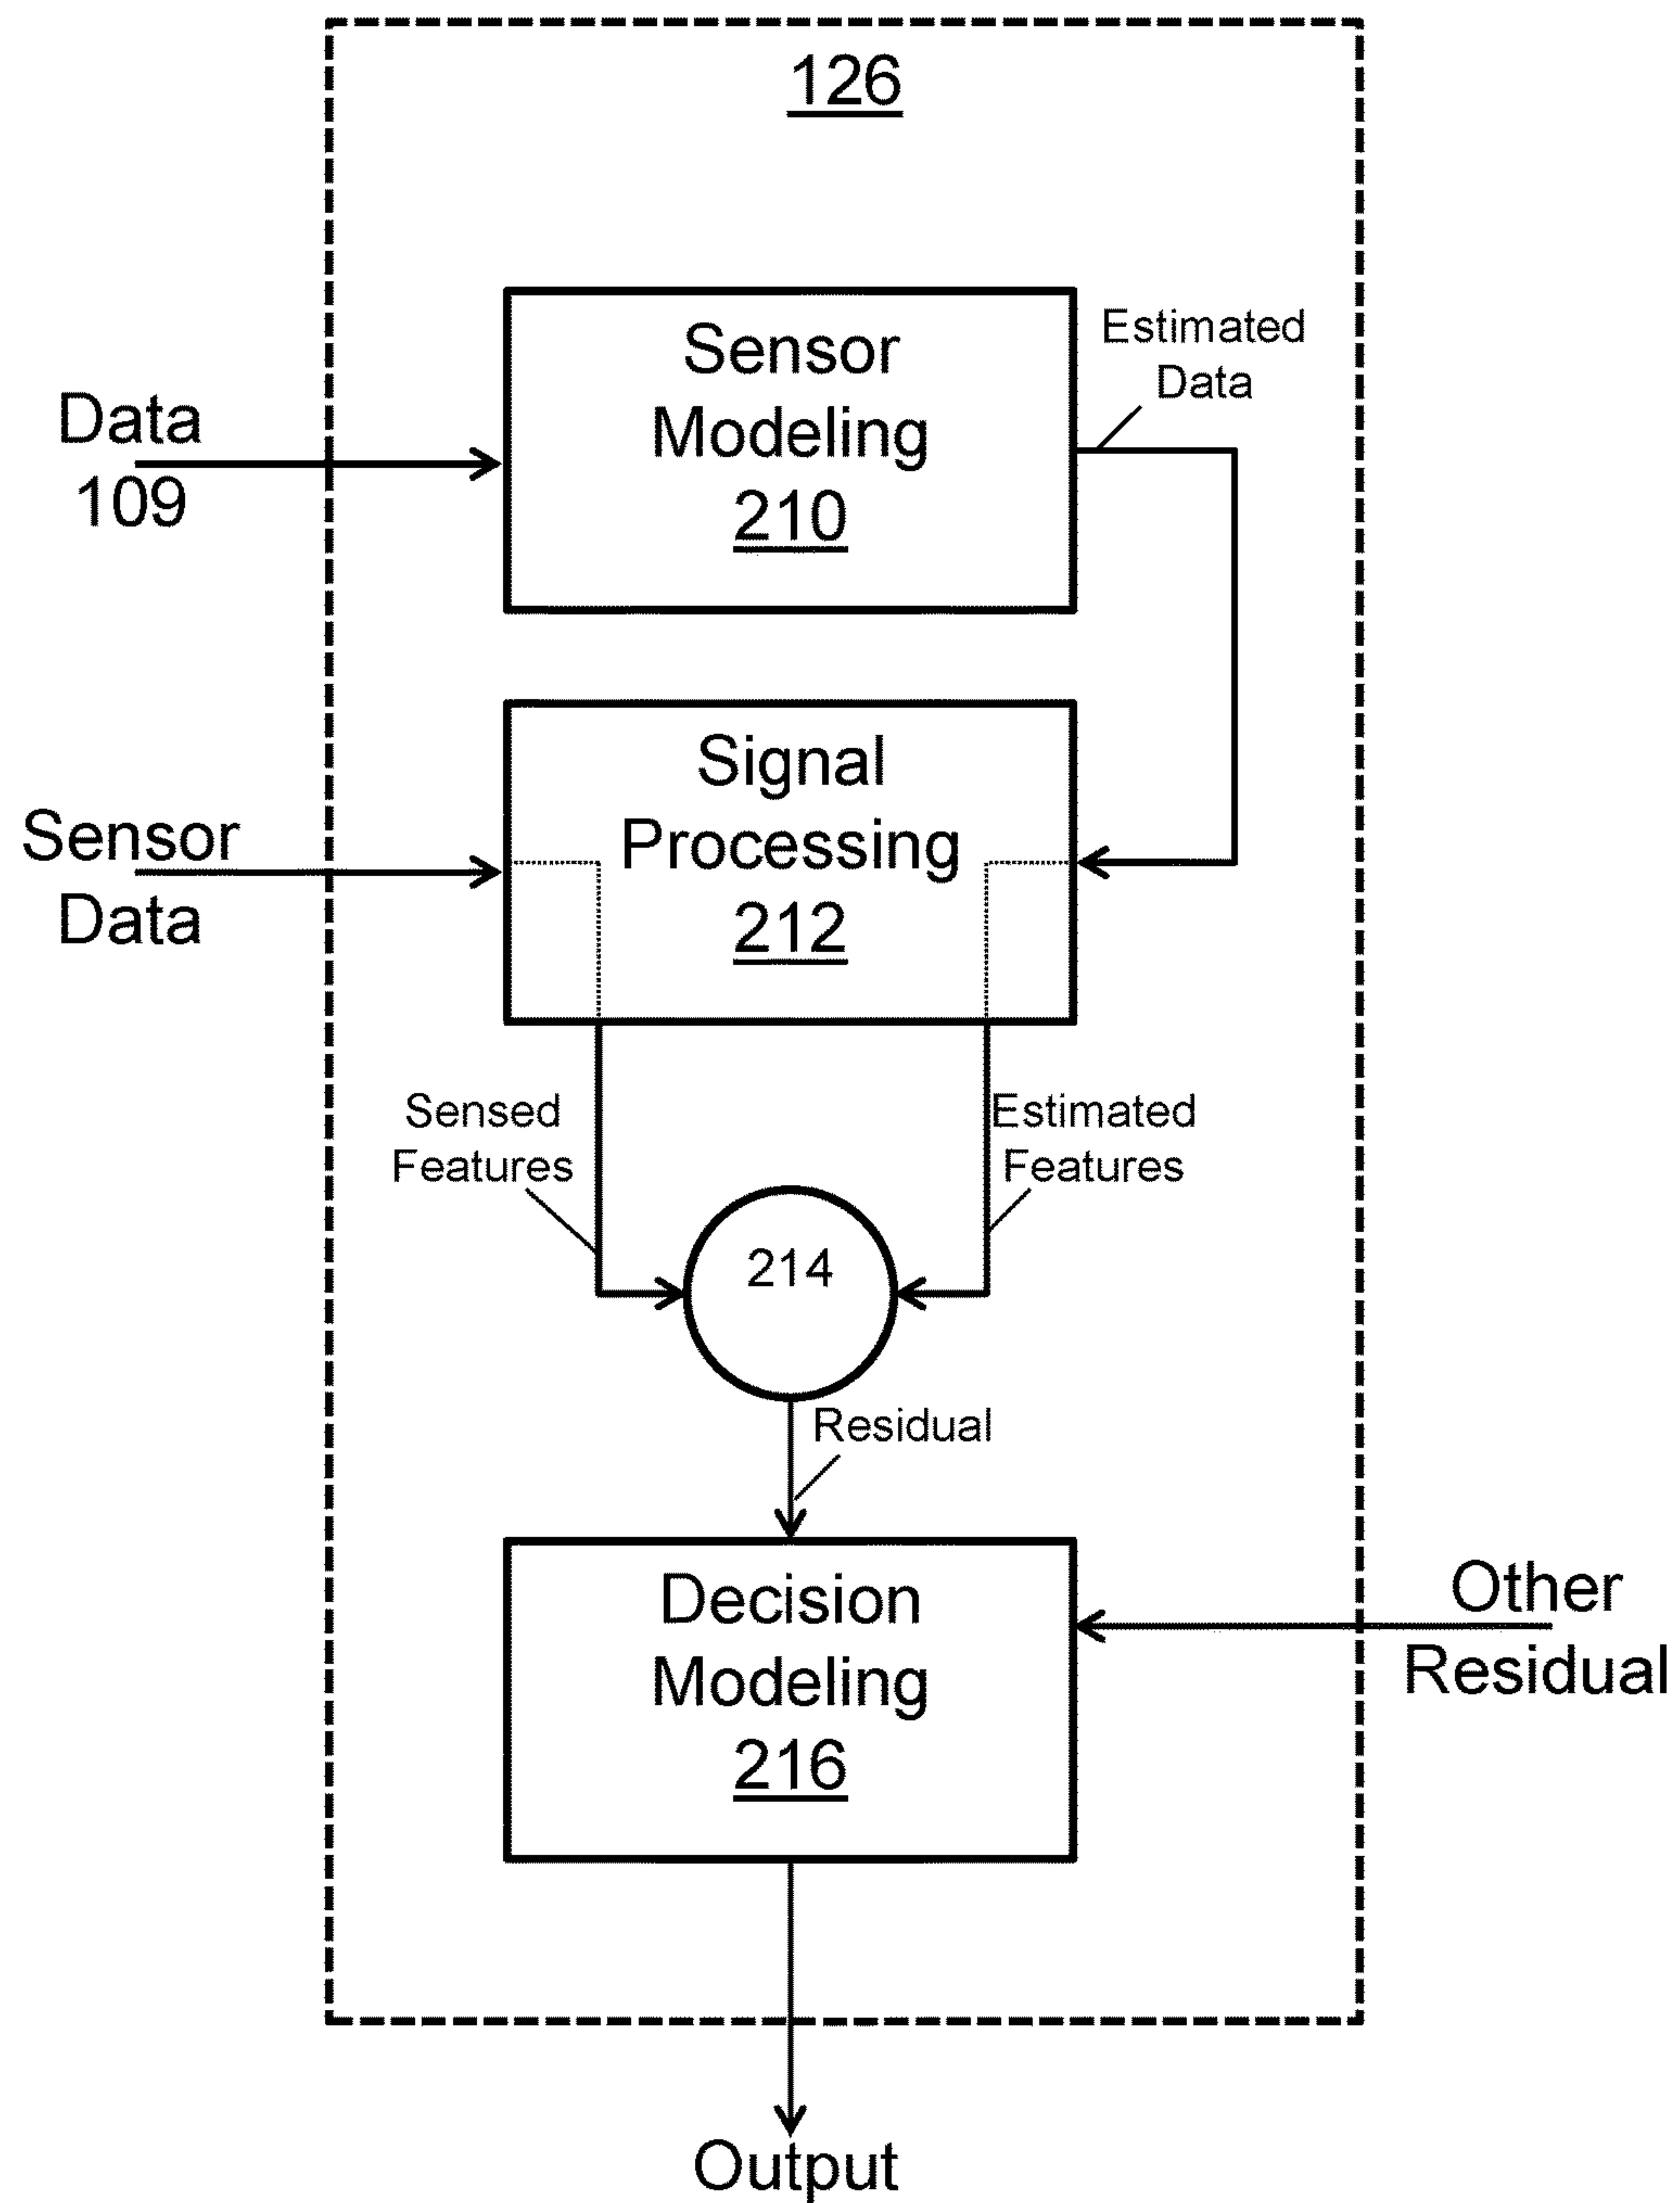 126
Sensor
Modeling
210
Estimated
Data
Data
109
Signal
Processing
212
Sensor
Data
Sensed
Features
Estimated
Features
214
Residual
Decision
Modeling
216
Other
Residual
Output